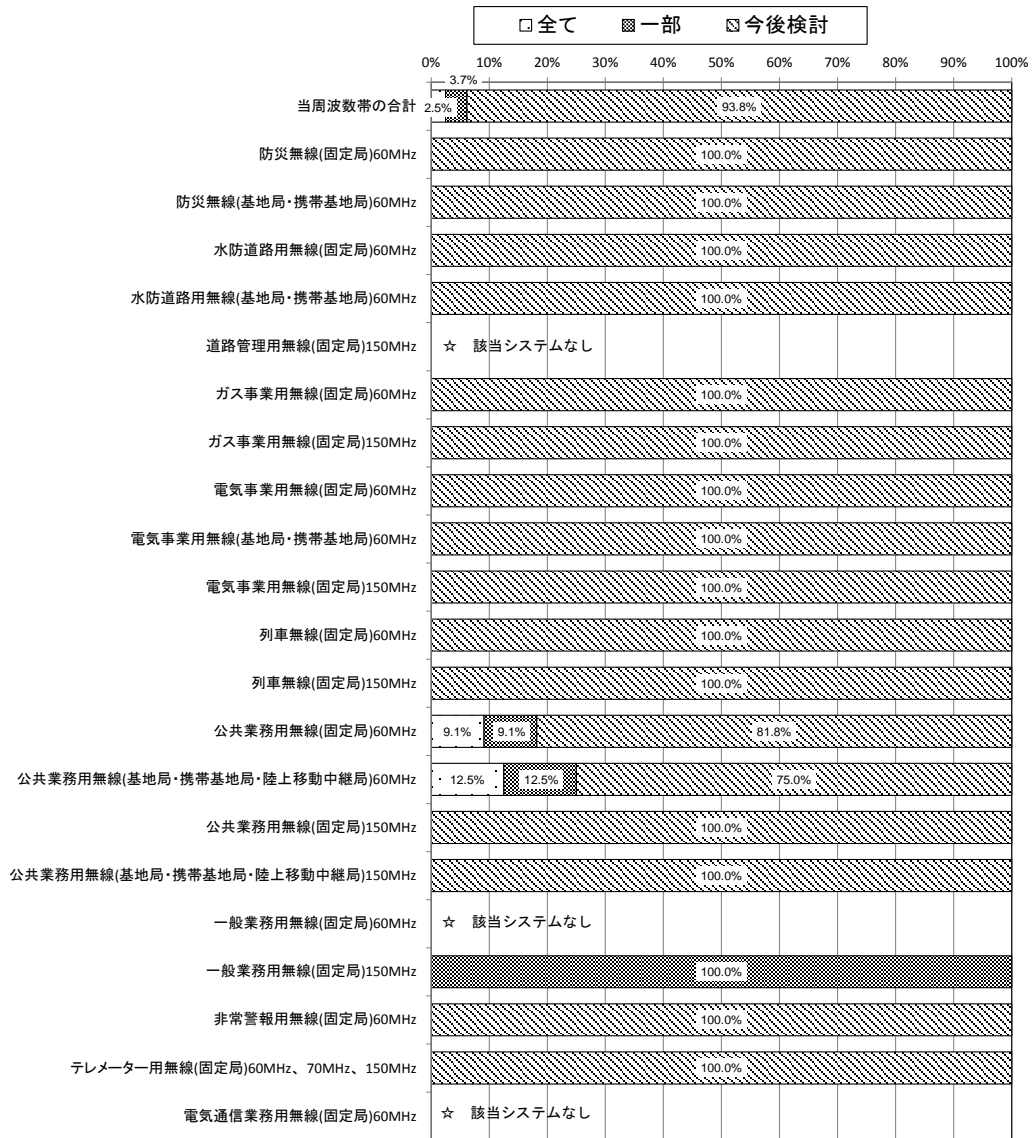 全て 一部 今後検討
0% 10% 20% 30% 40% 50% 60% 70% 80% 90% 100%
3.7%
当周波数帯の合計 2.5% 93.8%
防災無線(固定局)60MHz 100.0%
防災無線(基地局・携帯基地局)60MHz 100.0%
水防道路用無線(固定局)60MHz 100.0%
水防道路用無線(基地局・携帯基地局)60MHz 100.0%
道路管理用無線(固定局)150MHz ☆ 該当システムなし
ガス事業用無線(固定局)60MHz 100.0%
ガス事業用無線(固定局)150MHz 100.0%
電気事業用無線(固定局)60MHz 100.0%
電気事業用無線(基地局・携帯基地局)60MHz 100.0%
電気事業用無線(固定局)150MHz 100.0%
列車無線(固定局)60MHz 100.0%
列車無線(固定局)150MHz 100.0%
公共業務用無線(固定局)60MHz 9.1% 9.1% 81.8%
公共業務用無線(基地局・携帯基地局・陸上移動中継局)60MHz 12.5% 12.5% 75.0%
公共業務用無線(固定局)150MHz 100.0%
公共業務用無線(基地局・携帯基地局・陸上移動中継局)150MHz 100.0%
一般業務用無線(固定局)60MHz ☆ 該当システムなし
一般業務用無線(固定局)150MHz 100.0%
非常警報用無線(固定局)60MHz 100.0%
テレメーター用無線(固定局)60MHz、70MHz、150MHz 100.0%
電気通信業務用無線(固定局)60MHz ☆ 該当システムなし